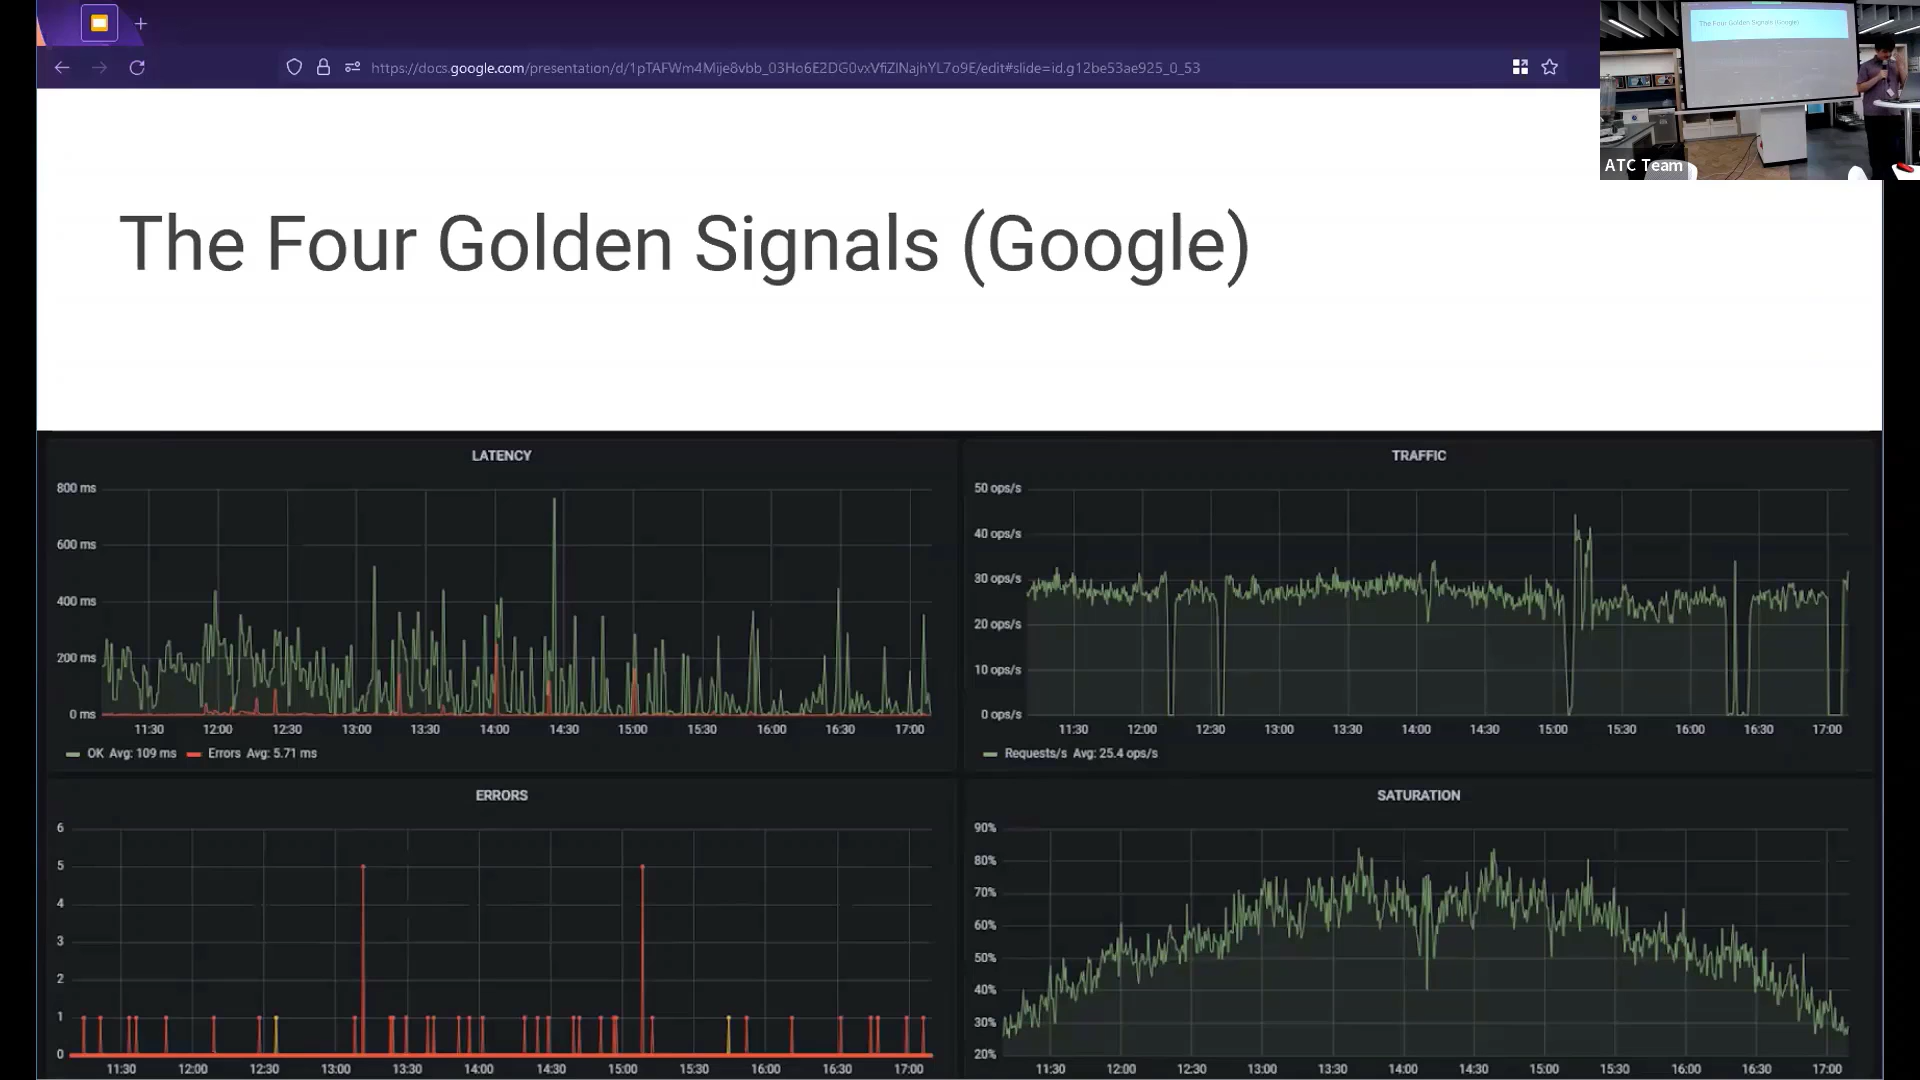 https://docs.google.com/presentation/d/1pTAFWm4Mije8vbb_03Ho6E2DG0vxVfiZlNajhYL7o9E/edit#slide=id.g12be53ae925_0_53
The Four Golden Signals (Google)
ATC Team
The Four Golden Signals (Google)
LATENCY
800 ms
600 ms
400 ms
200 ms
0 ms
11:30 12:00 12:30 13:00 13:30 14:00 14:30 15:00 15:30 16:00 16:30 17:00
OK Avg: 109 ms Errors Avg: 5.71 ms
TRAFFIC
50 ops/s
40 ops/s
30 ops/s
20 ops/s
10 ops/s
0 ops/s
11:30 12:00 12:30 13:00 13:30 14:00 14:30 15:00 15:30 16:00 16:30 17:00
Requests/s Avg: 25.4 ops/s
ERRORS
6
5
4
3
2
1
0
11:30 12:00 12:30 13:00 13:30 14:00 14:30 15:00 15:30 16:00 16:30 17:00
SATURATION
90%
80%
70%
60%
50%
40%
30%
20%
11:30 12:00 12:30 13:00 13:30 14:00 14:30 15:00 15:30 16:00 16:30 17:00